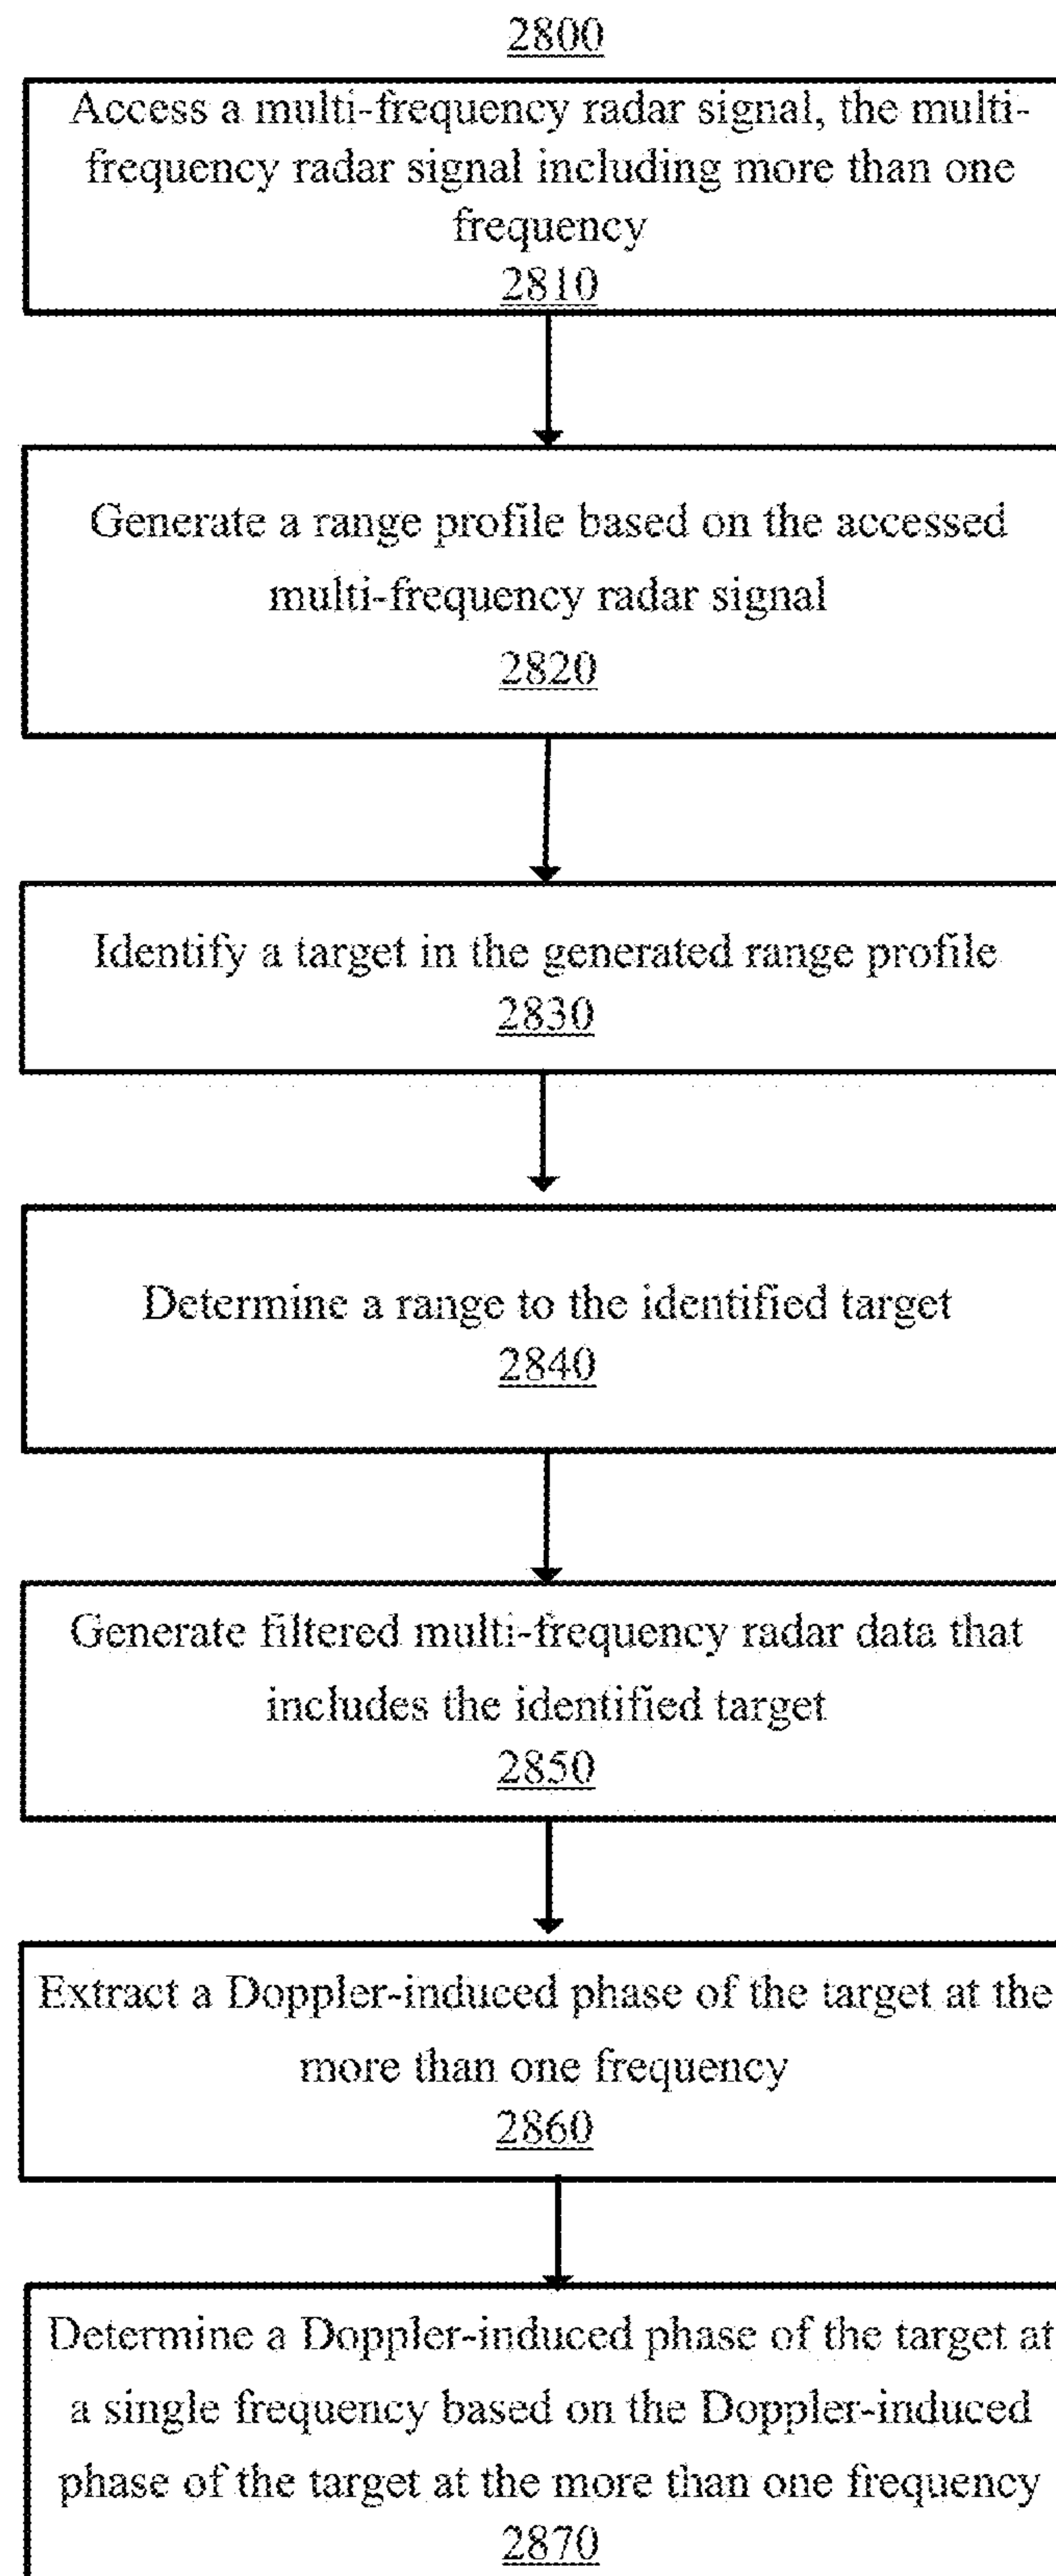 2800
Access a multi-frequency radar signal, the multi-
frequency radar signal including more than one
frequency
2810
Generate a range profile based on the accessed
multi-frequency radar signal
2820
Identify a target in the generated range profile
2830
Determine a range to the identified target
2840
Generate filtered multi-frequency radar data that
includes the identified target
2850
Extract a Doppler-induced phase of the target at the
more than one frequency
2860
Determine a Doppler-induced phase of the target at
a single frequency based on the Doppler-induced
phase of the target at the more than one frequency
2870